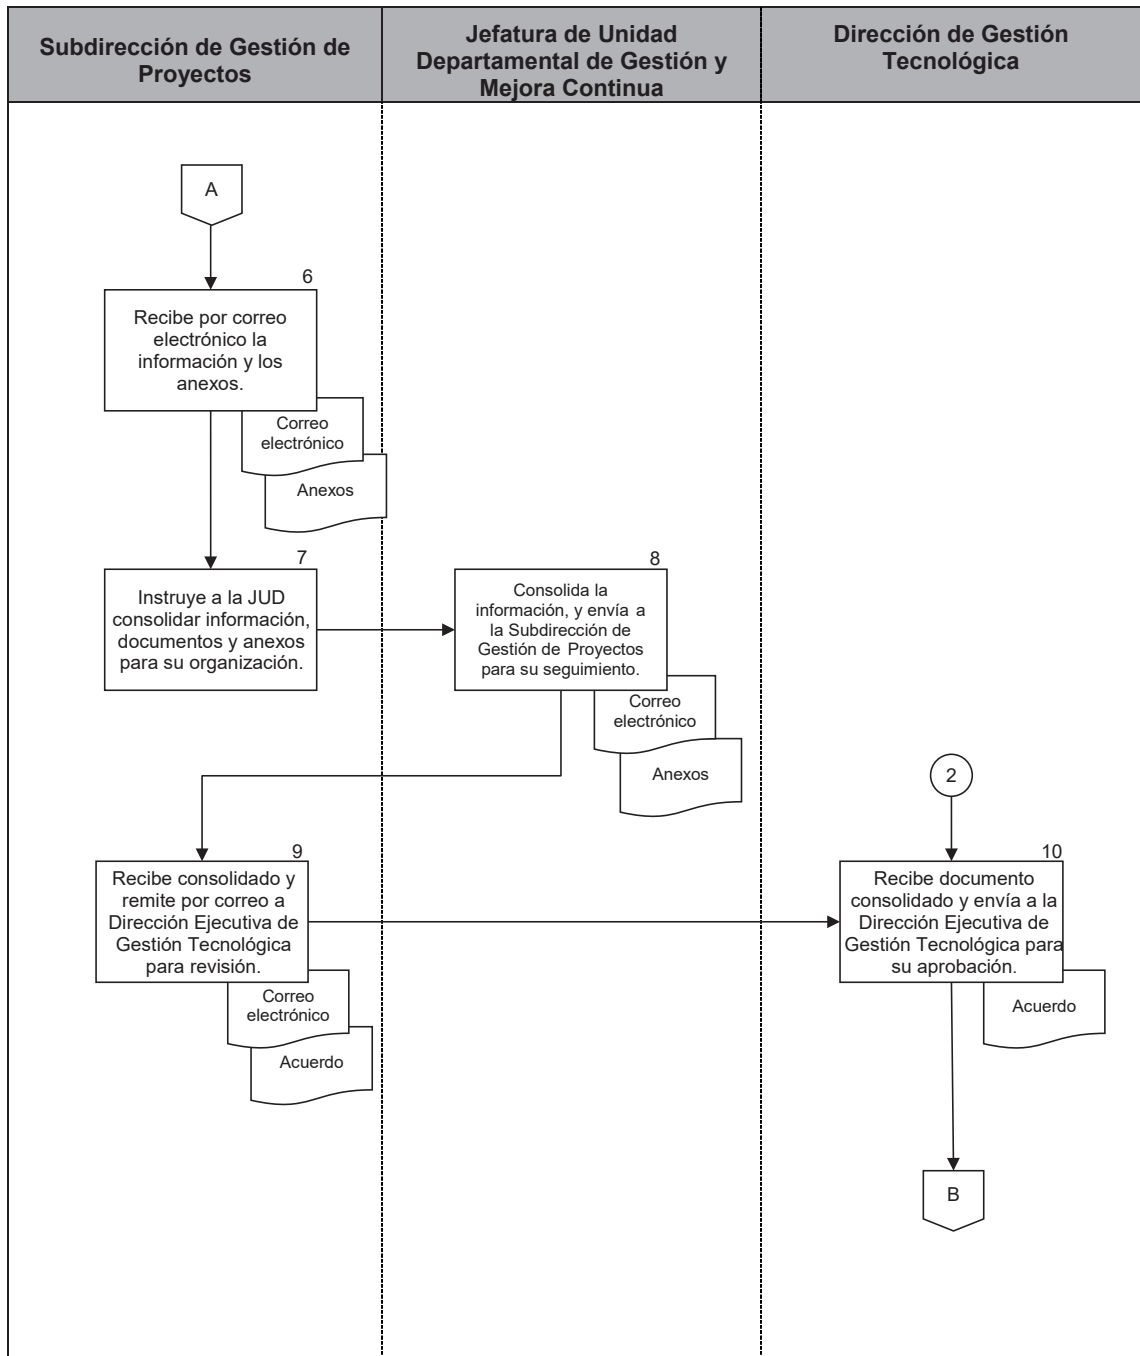 Subdirección de Gestión de
Proyectos
Jefatura de Unidad
Departamental de Gestión y
Mejora Continua
Dirección de Gestión
Tecnológica
A
6
Recibe por correo
electrónico la
información y los
anexos.
Correo
electrónico
Anexos
7
Instruye a la JUD
consolidar información,
documentos y anexos
para su organización.
8
Consolida la
información, y envía a
la Subdirección de
Gestión de Proyectos
para su seguimiento.
Correo
electrónico
Anexos
9
Recibe consolidado y
remite por correo a
Dirección Ejecutiva de
Gestión Tecnológica
para revisión.
Correo
electrónico
Acuerdo
2
10
Recibe documento
consolidado y envía a la
Dirección Ejecutiva de
Gestión Tecnológica para
su aprobación.
Acuerdo
B